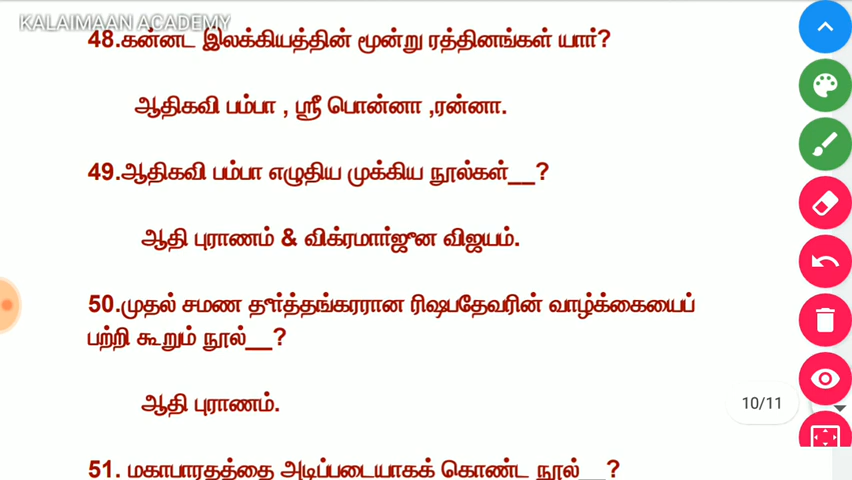 KALAIMAAN ACADEMY
48.கன்னட இலக்கியத்தின் மூன்று ரத்தினங்கள் யார்?
ஆதிகவி பம்பா , ஸ்ரீ பொன்னா ,ரன்னா.
49.ஆதிகவி பம்பா எழுதிய முக்கிய நூல்கள்__?
ஆதி புராணம் & விக்ரமார்ஜுன விஜயம்.
50.முதல் சமண தீர்த்தங்கரரான ரிஷபதேவரின் வாழ்க்கையைப்
பற்றி கூறும் நூல்__?
ஆதி புராணம்.
10/11
51. மகாபாரதத்தை அடிப்படையாகக் கொண்ட நூல்__?